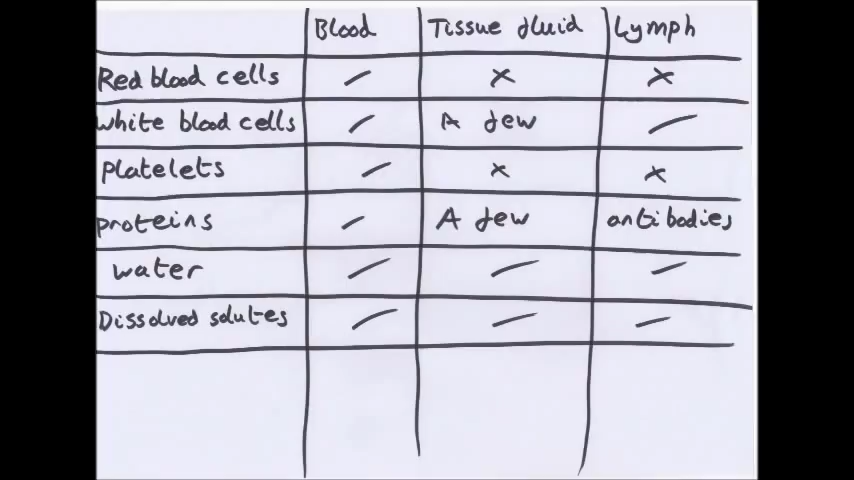 Blood Tissue fluid Lymph
Red blood cells / x x
white blood cells / A few /
platelets / x x
proteins / A few antibodies
water / / /
Dissolved solutes / / /